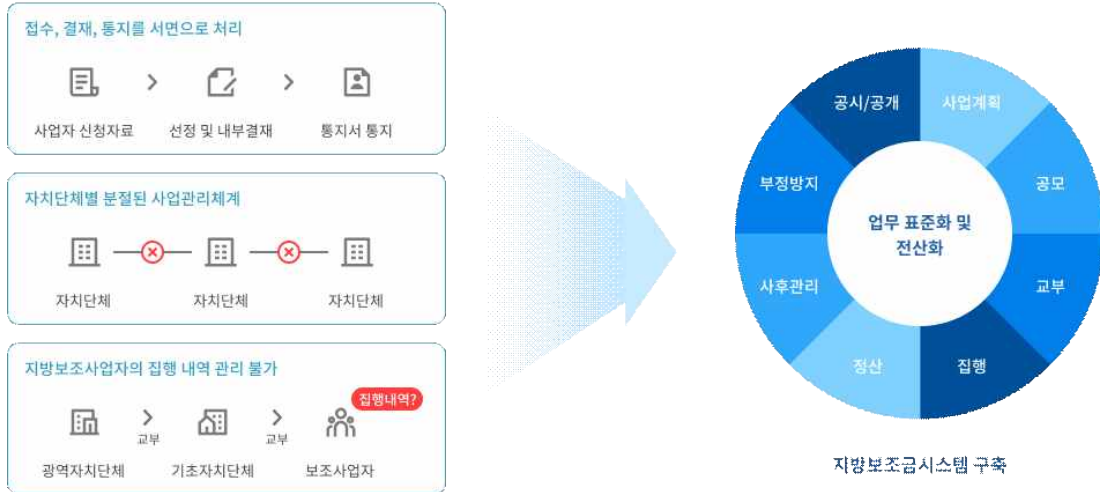 접수, 결재, 통지를 서면으로 처리
사업자 신청자료
선정 및 내부결재
통지서 통지
자치단체별 분절된 사업관리체계
자치단체
자치단체
자치단체
지방보조사업자의 집행 내역 관리 불가
집행내역?
교부
교부
광역자치단체
기초자치단체
보조사업자
공시/공개
사업계획
부정방지
공모
업무 표준화 및
전산화
사후관리
교부
정산
집행
지방보조금시스템 구축